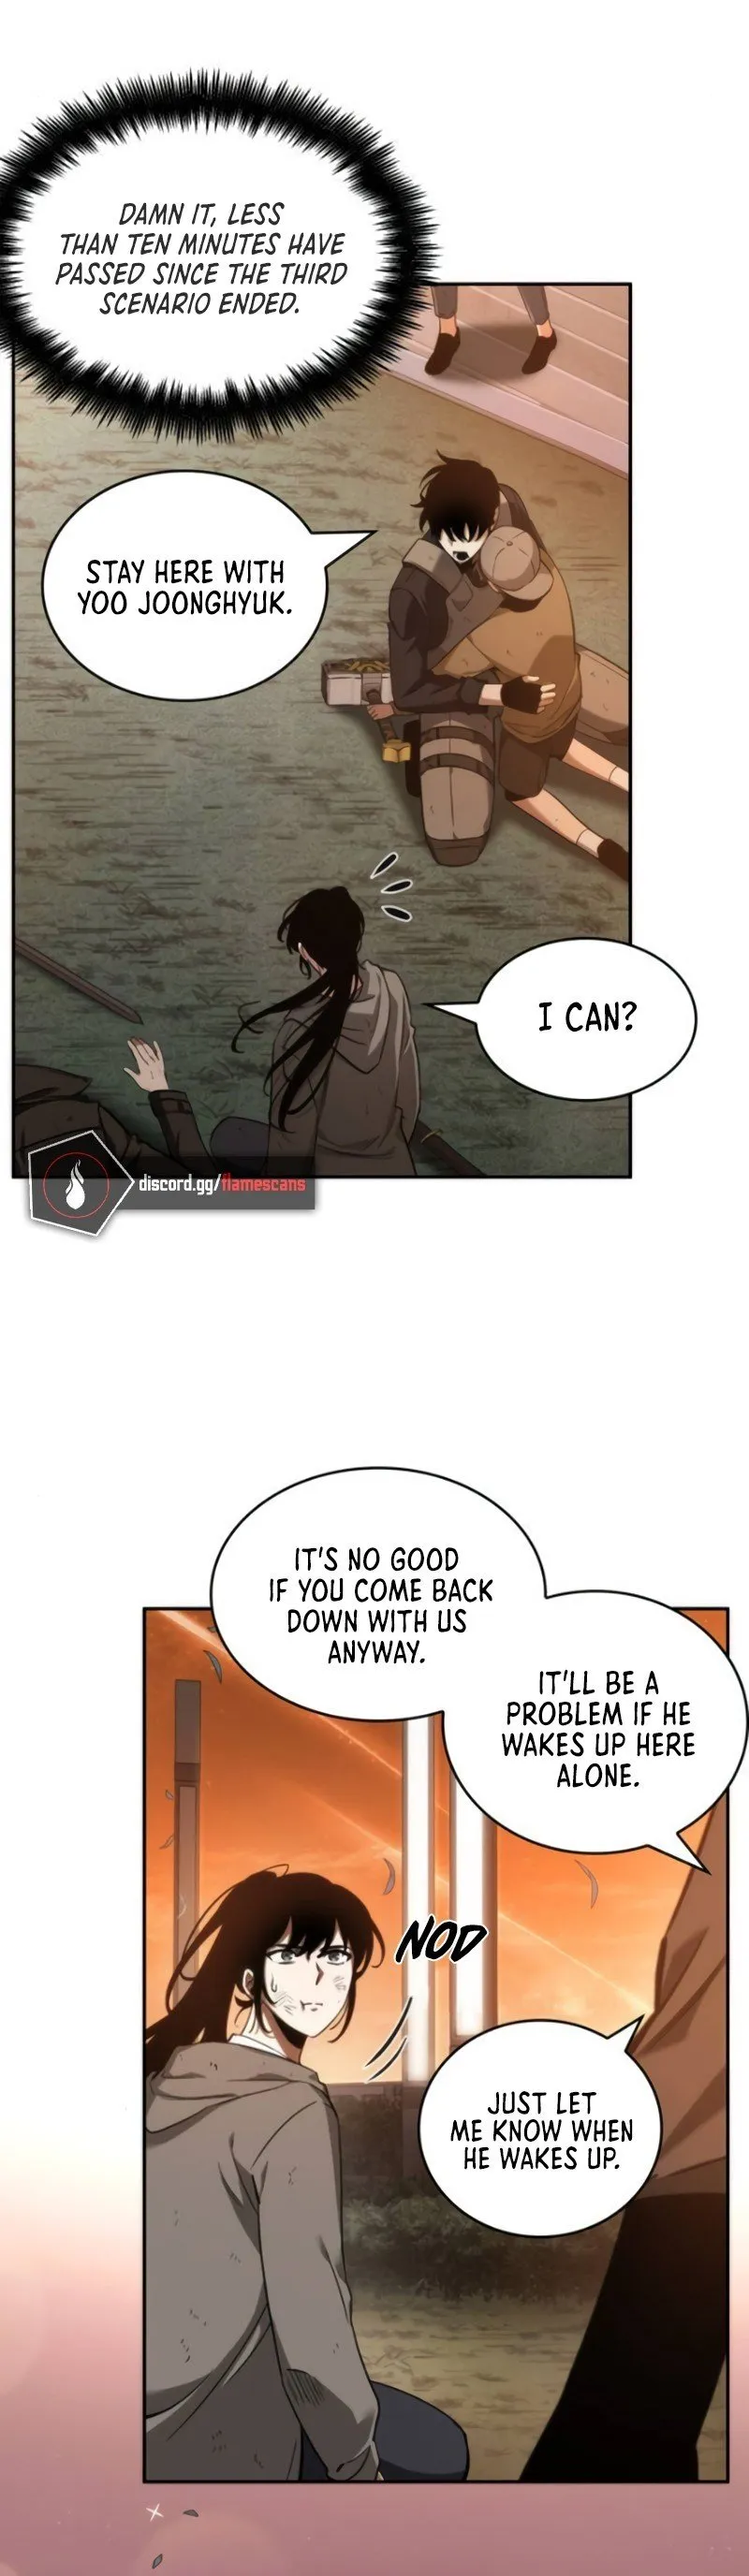 DAMN IT, LESS
THAN TEN MINUTES HAVE
PASSED SINCE THE THIRD
SCENARIO ENDED.
STAY HERE WITH
YOO JOONGHYUK.
I CAN?
discord.gg/flamescans
IT'S NO GOOD
IF YOU COME BACK
DOWN WITH US
ANYWAY.
IT'LL BE A
PROBLEM IF HE
WAKES UP HERE
ALONE.
NOD
JUST LET
ME KNOW WHEN
HE WAKES UP.